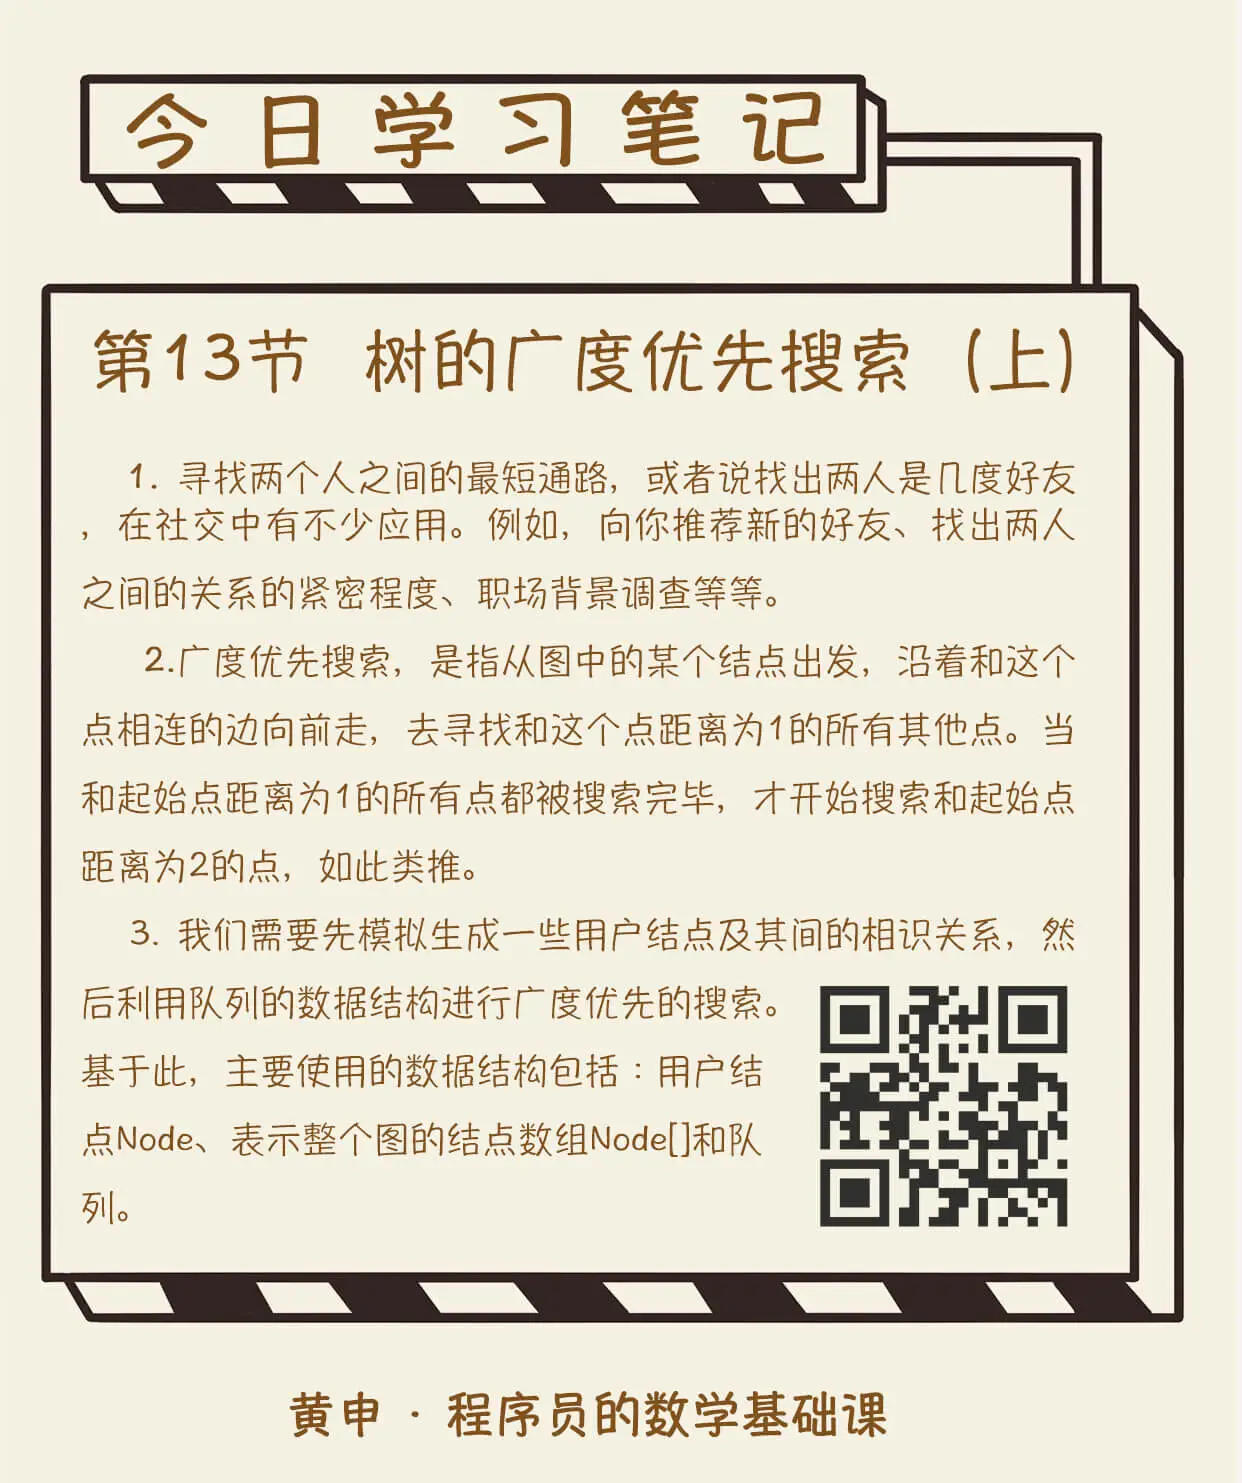 今日学习笔记
第13节 树的广度优先搜索（上）
1. 寻找两个人之间的最短通路，或者说找出两人是几度好友
，在社交中有不少应用。例如，向你推荐新的好友、找出两人
之间的关系的紧密程度、职场背景调查等等。
2.广度优先搜索，是指从图中的某个结点出发，沿着和这个
点相连的边向前走，去寻找和这个点距离为1的所有其他点。当
和起始点距离为1的所有点都被搜索完毕，才开始搜索和起始点
距离为2的点，如此类推。
3. 我们需要先模拟生成一些用户结点及其间的相识关系，然
后利用队列的数据结构进行广度优先的搜索。
基于此，主要使用的数据结构包括：用户结
点Node、表示整个图的结点数组Node[]和队
列。
黄申 · 程序员的数学基础课